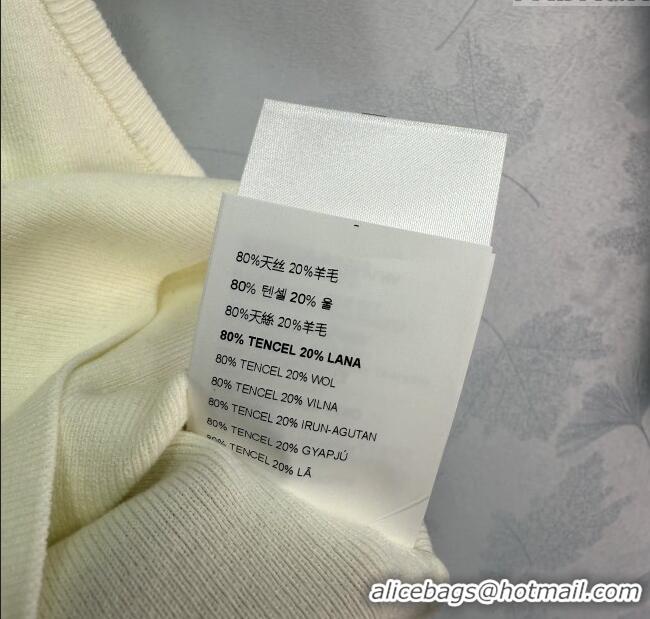 80%天丝 20%羊毛
80% 텐셀 20% 울
80%天絲 20%羊毛
80% TENCEL 20% LANA
80% TENCEL 20% WOL
80% TENCEL 20% VILNA
80% TENCEL 20% IRUN-AGUTAN
80% TENCEL 20% GYAPJÚ
80% TENCEL 20% LÃ
alicebags@hotmail.com